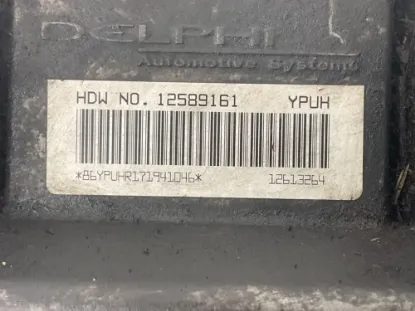 DELPHI
Automotive Systems
HDW NO. 12589161 YPUH
*86YPUHR171941046* 12613264